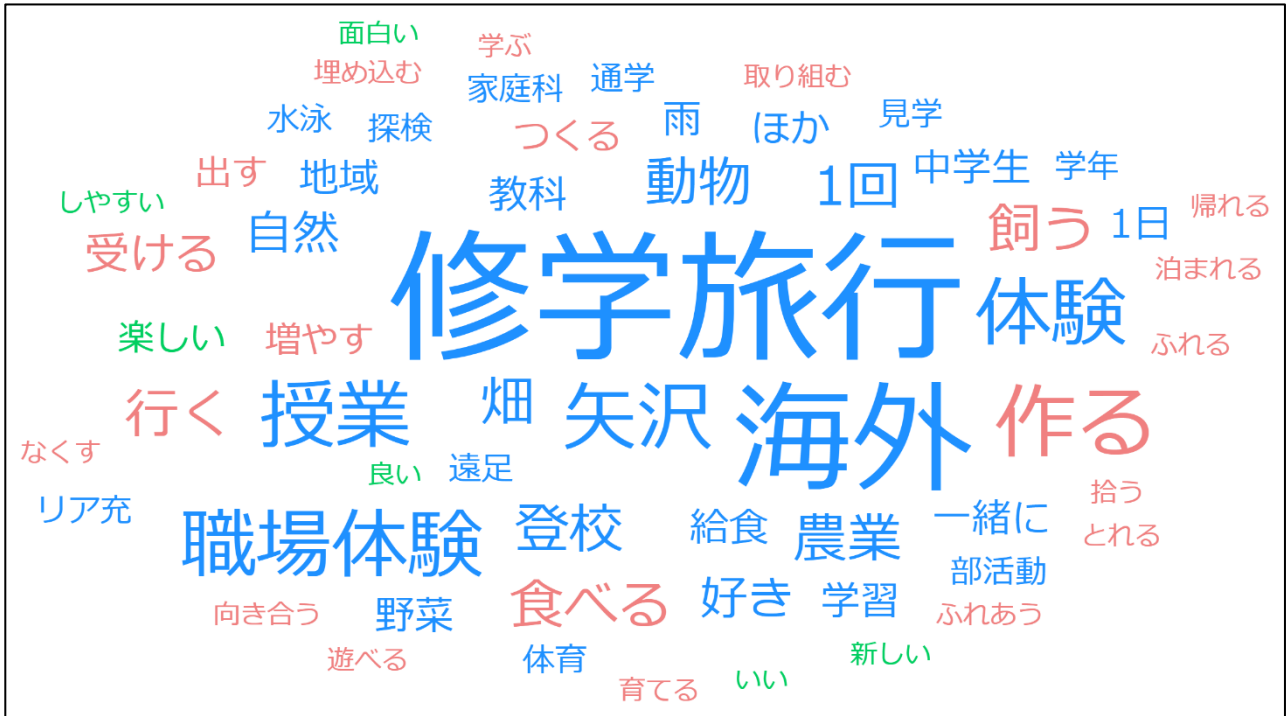 面白い
学ぶ
埋め込む
家庭科
通学
取り組む
水泳
探検
つくる
雨
ほか
見学
出す
地域
教科
動物
1回
中学生
学年
しやすい
受ける
自然
修学旅行
飼う
1日
帰れる
泊まれる
体験
楽しい
増やす
ふれる
行く
授業
畑
矢沢
海外
作る
なくす
良い
遠足
リア充
職場体験
登校
給食
農業
一緒に
拾う
とれる
向き合う
野菜
食べる
好き
学習
部活動
ふれあう
遊べる
体育
育てる
いい
新しい